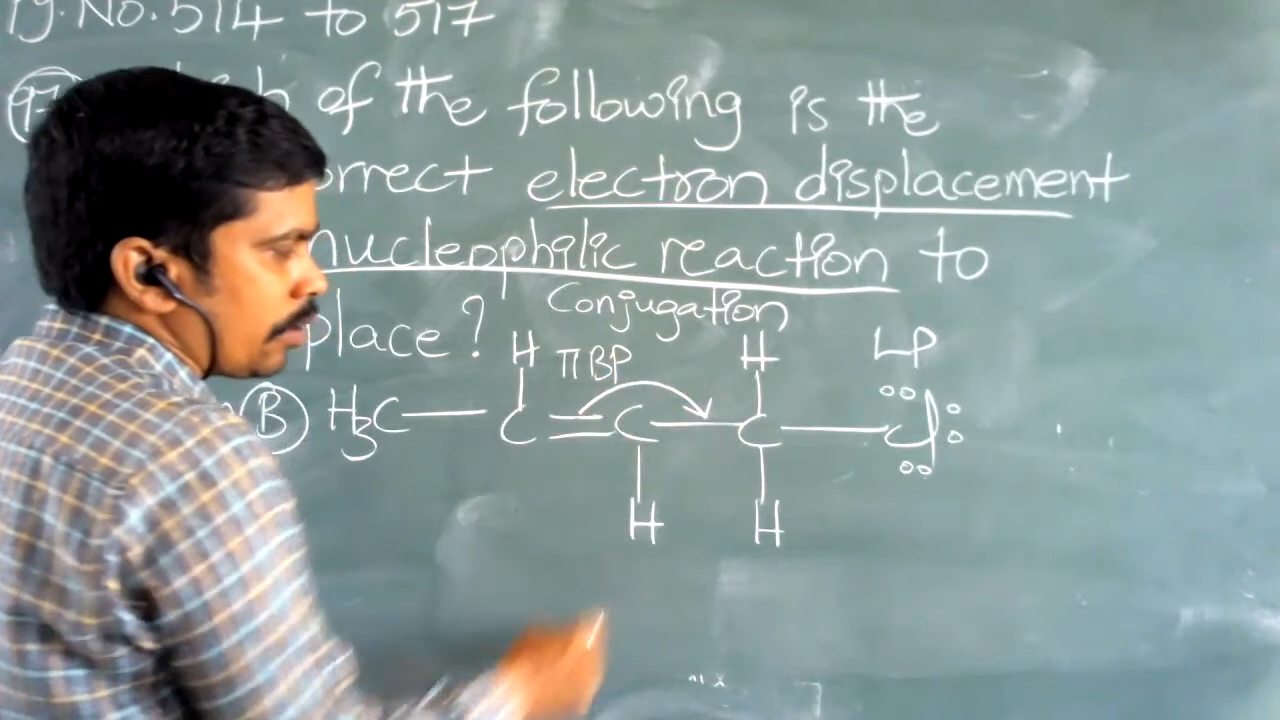 No. 514 to 517
of the following is the
orrect electron displacement
nucleophilic reaction to
place?
Conjugation
H πBP H LP
B H₃C — C = C — C — Cl
H H